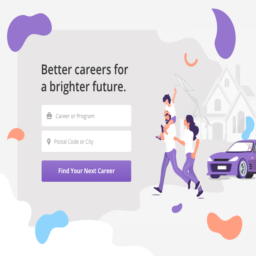 Better careers for
a brighter future.
Career or Program
Postal Code or City
Find Your Next Career